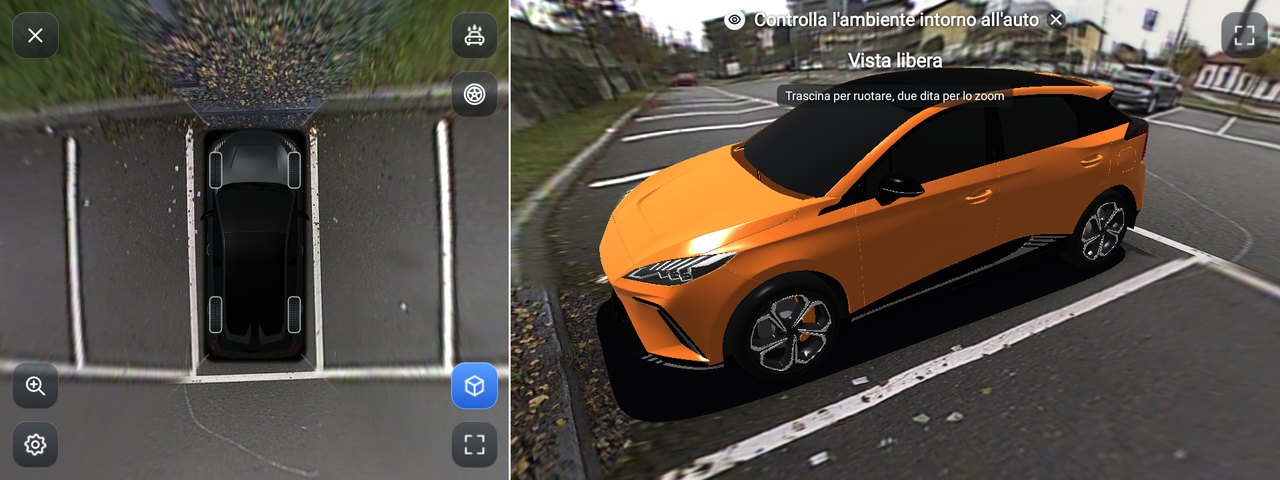 Controlla l'ambiente intorno all'auto
Vista libera
Trascina per ruotare, due dita per lo zoom